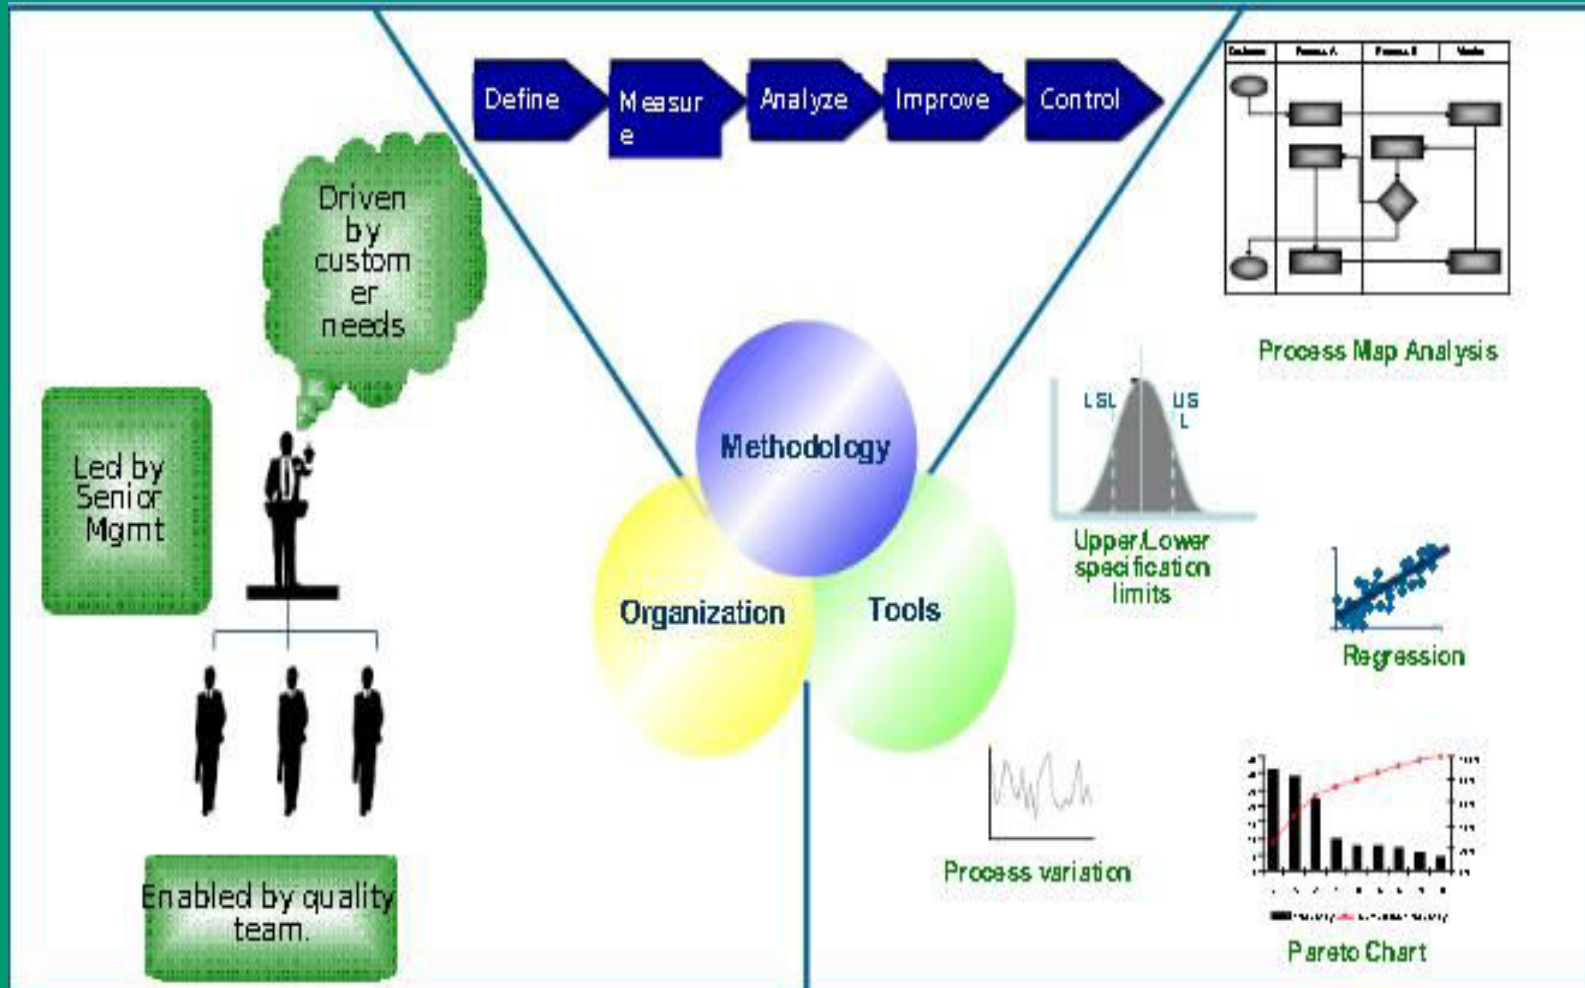 Define
Measur
e
Analyze
Improve
Control
Driven
by
custom
er
needs
Led by
Senior
Mgmt
Enabled by quality
team.
Methodology
Organization
Tools
Process Map Analysis
LSL
US
L
Upper/Lower
specification
limits
Regression
Process variation
Pareto Chart